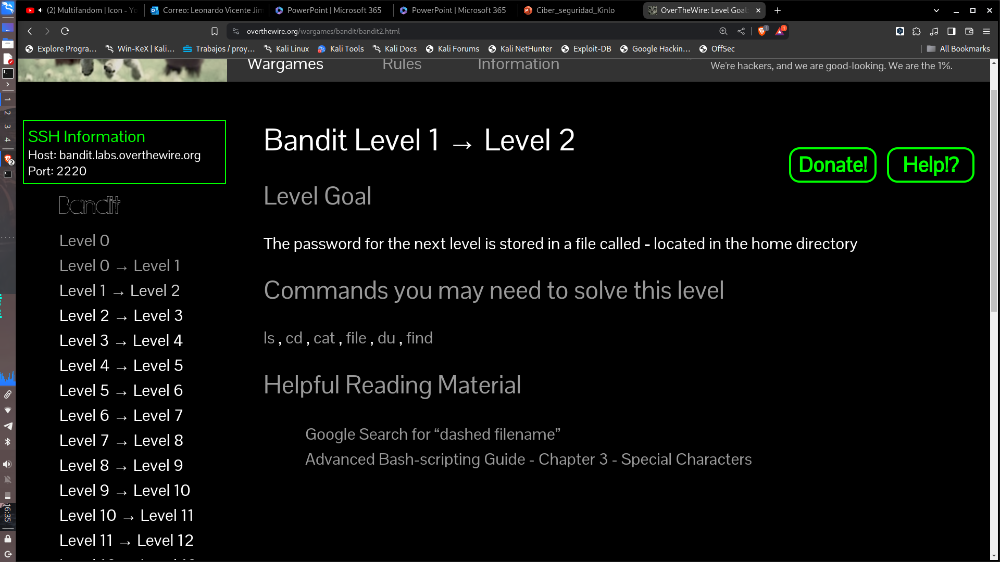 (2) Multifandom | Icon - Yo
Correo: Leonardo Vicente Jim
PowerPoint | Microsoft 365
PowerPoint | Microsoft 365
Ciber_seguridad_Kinlo
OverTheWire: Level Goal
overthewire.org/wargames/bandit/bandit2.html
1
1
Explore Progra…
Win-KeX | Kali…
Trabajos / proy…
Kali Linux
Kali Tools
Kali Docs
Kali Forums
Kali NetHunter
Exploit-DB
Google Hackin…
OffSec
All Bookmarks
Wargames
Rules
Information
We're hackers, and we are good-looking. We are the 1%.
1
2
3
4
2
16:35
SSH Information
Host: bandit.labs.overthewire.org
Port: 2220
Bandit
Level 0
Level 0 → Level 1
Level 1 → Level 2
Level 2 → Level 3
Level 3 → Level 4
Level 4 → Level 5
Level 5 → Level 6
Level 6 → Level 7
Level 7 → Level 8
Level 8 → Level 9
Level 9 → Level 10
Level 10 → Level 11
Level 11 → Level 12
Bandit Level 1 → Level 2
Donate!
Help!?
Level Goal
The password for the next level is stored in a file called - located in the home directory
Commands you may need to solve this level
ls , cd , cat , file , du , find
Helpful Reading Material
Google Search for “dashed filename”
Advanced Bash-scripting Guide - Chapter 3 - Special Characters